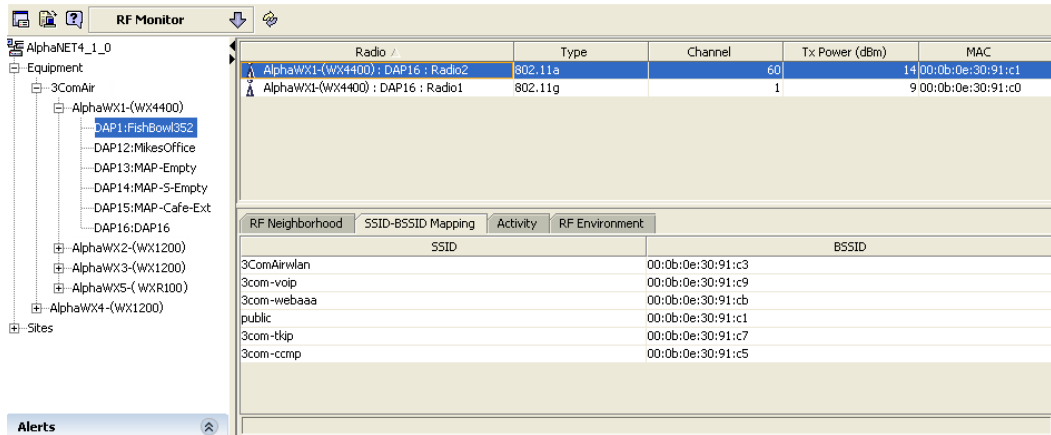 RF Monitor
AlphaNET4_1_0
Equipment
3ComAir
AlphaWX1-(WX4400)
DAP1:FishBowl352
DAP12:MikesOffice
DAP13:MAP-Empty
DAP14:MAP-S-Empty
DAP15:MAP-Cafe-Ext
DAP16:DAP16
AlphaWX2-(WX1200)
AlphaWX3-(WX1200)
AlphaWX5-( WXR100)
AlphaWX4-(WX1200)
Sites
Alerts
Radio Type Channel Tx Power (dBm) MAC
AlphaWX1-(WX4400) : DAP16 : Radio2 802.11a 60 14 00:0b:0e:30:91:c1
AlphaWX1-(WX4400) : DAP16 : Radio1 802.11g 1 9 00:0b:0e:30:91:c0
RF Neighborhood SSID-BSSID Mapping Activity RF Environment
SSID BSSID
3ComAirwlan 00:0b:0e:30:91:c3
3com-voip 00:0b:0e:30:91:c9
3com-webaaa 00:0b:0e:30:91:cb
public 00:0b:0e:30:91:c1
3com-tkip 00:0b:0e:30:91:c7
3com-ccmp 00:0b:0e:30:91:c5